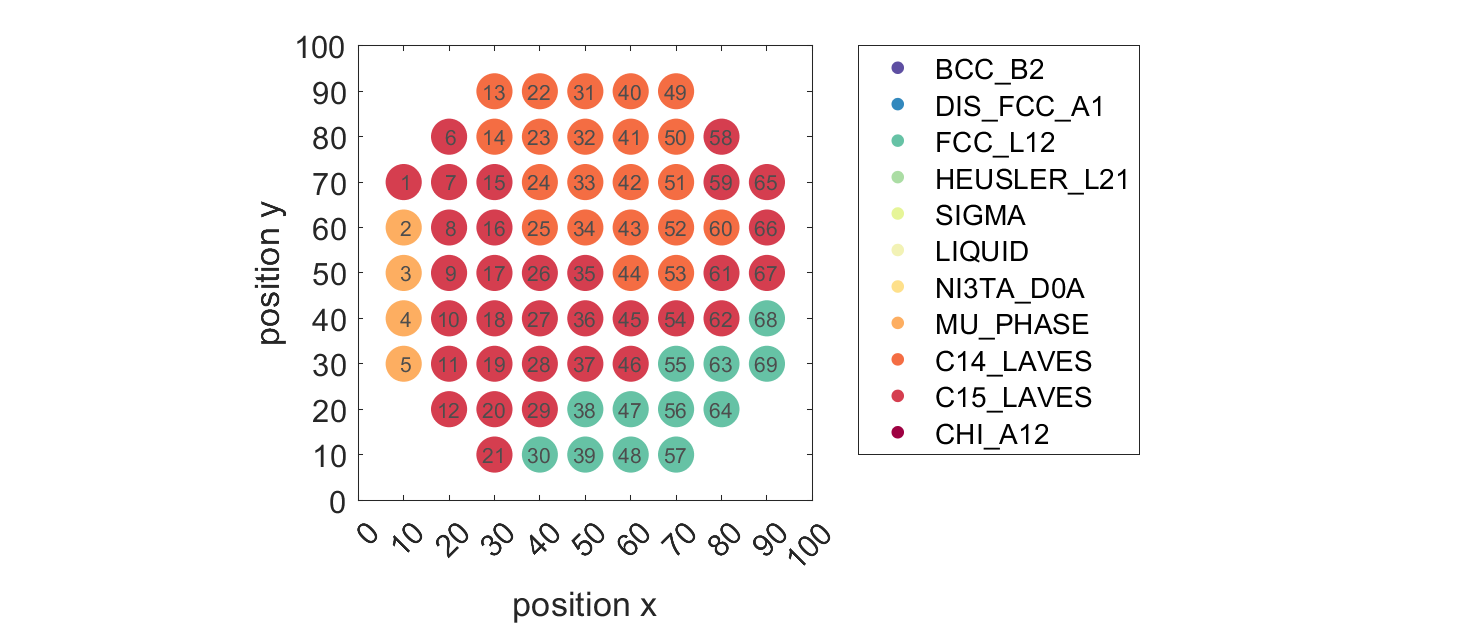 100
90 13 22 31 40 49
80 6 14 23 32 41 50 58
70 1 7 15 24 33 42 51 59 65
60 2 8 16 25 34 43 52 60 66
50 3 9 17 26 35 44 53 61 67
40 4 10 18 27 36 45 54 62 68
30 5 11 19 28 37 46 55 63 69
20 12 20 29 38 47 56 64
10 21 30 39 48 57
0
0 10 20 30 40 50 60 70 80 90 100
position x
position y
BCC_B2
DIS_FCC_A1
FCC_L12
HEUSLER_L21
SIGMA
LIQUID
NI3TA_D0A
MU_PHASE
C14_LAVES
C15_LAVES
CHI_A12